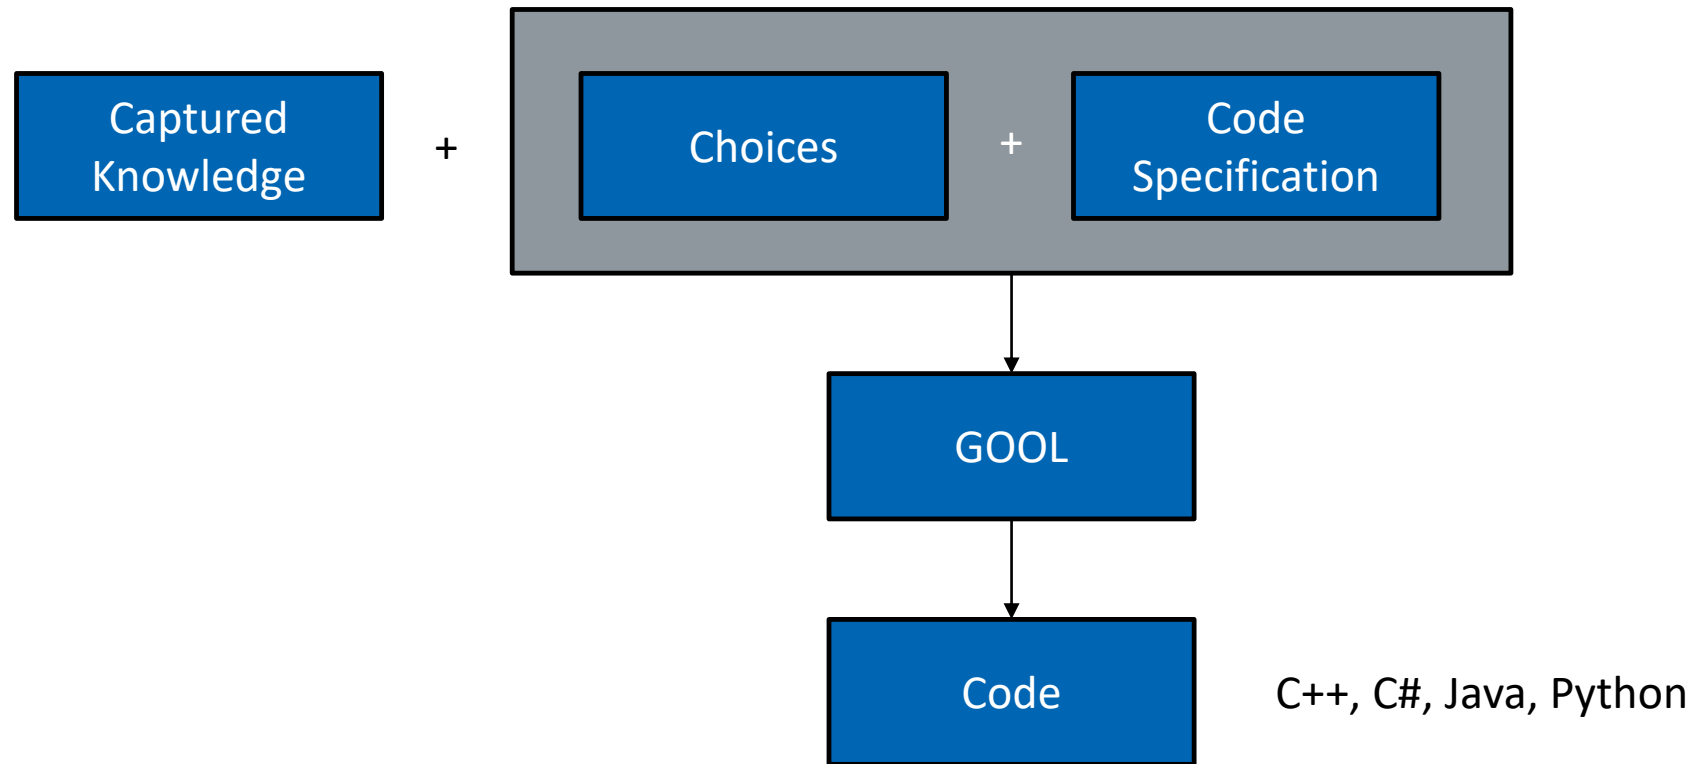 Captured
Knowledge
+
Choices
+
Code
Specification
GOOL
Code
C++, C#, Java, Python